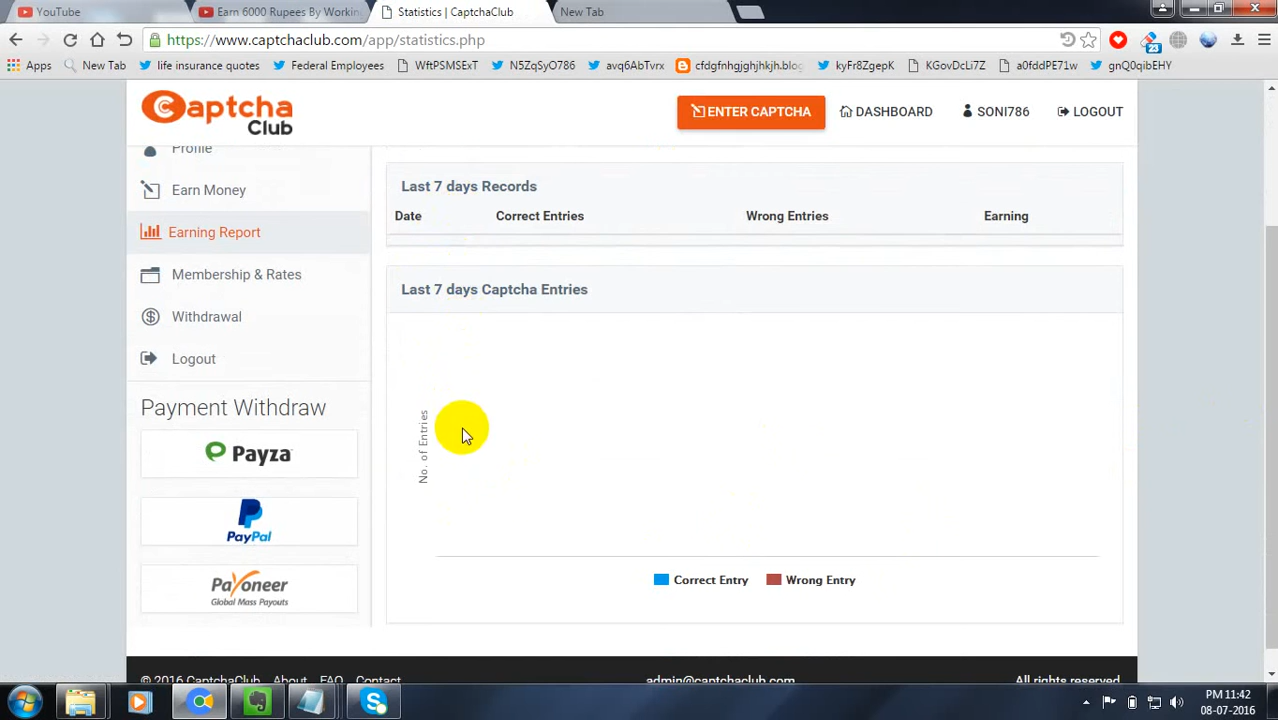 YouTube
Earn 6000 Rupees By Workin
Statistics | CaptchaClub
New Tab
https://www.captchaclub.com/app/statistics.php
Apps
New Tab
life insurance quotes
Federal Employees
WftPSMSExT
N5ZqSyO786
avq6AbTvrx
cfdgfnhgjghjhkjh.blog
kyFr8ZgepK
KGovDcLi7Z
a0fddPE71w
gnQ0qibEHY
23
Captcha
Club
ENTER CAPTCHA
DASHBOARD
SONI786
LOGOUT
Profile
Earn Money
Earning Report
Membership & Rates
Withdrawal
Logout
Payment Withdraw
Payza
PayPal
Payoneer
Global Mass Payouts
Last 7 days Records
Date Correct Entries Wrong Entries Earning
Last 7 days Captcha Entries
No. of Entries
Correct Entry Wrong Entry
© 2016 CaptchaClub About FAQ Contact
admin@captchaclub.com
All rights reserved
PM 11:42
08-07-2016